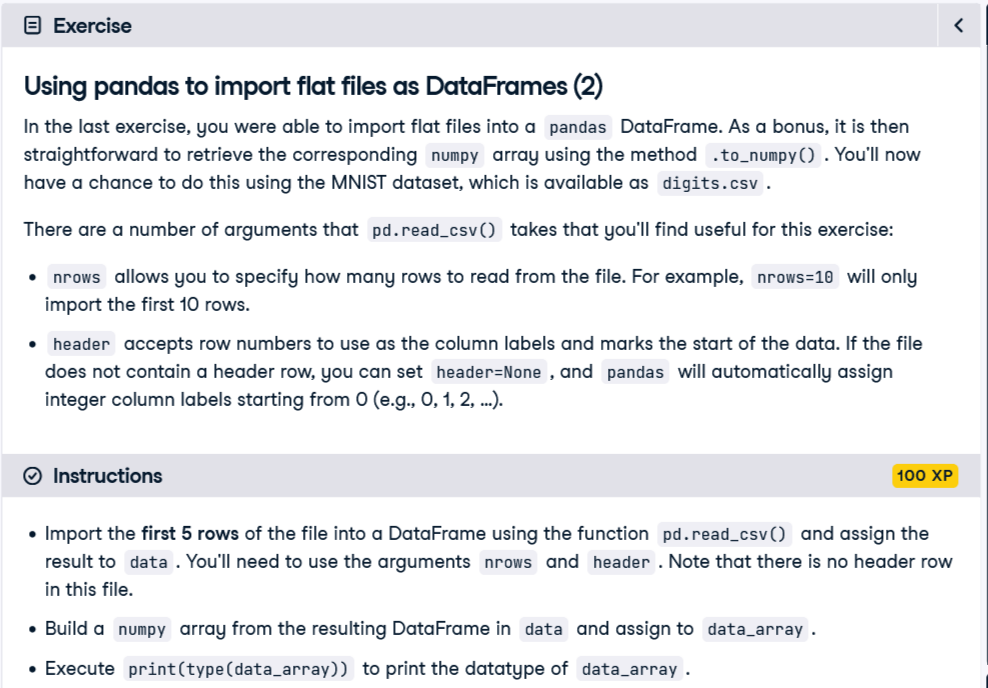 Exercise
Using pandas to import flat files as DataFrames (2)
In the last exercise, you were able to import flat files into a pandas DataFrame. As a bonus, it is then
straightforward to retrieve the corresponding numpy array using the method .to_numpy(). You'll now
have a chance to do this using the MNIST dataset, which is available as digits.csv.
There are a number of arguments that pd.read_csv() takes that you'll find useful for this exercise:
• nrows allows you to specify how many rows to read from the file. For example, nrows=10 will only
import the first 10 rows.
• header accepts row numbers to use as the column labels and marks the start of the data. If the file
does not contain a header row, you can set header=None, and pandas will automatically assign
integer column labels starting from 0 (e.g., 0, 1, 2, …).
Instructions 100 XP
• Import the first 5 rows of the file into a DataFrame using the function pd.read_csv() and assign the
result to data. You'll need to use the arguments nrows and header. Note that there is no header row
in this file.
• Build a numpy array from the resulting DataFrame in data and assign to data_array.
• Execute print(type(data_array)) to print the datatype of data_array.